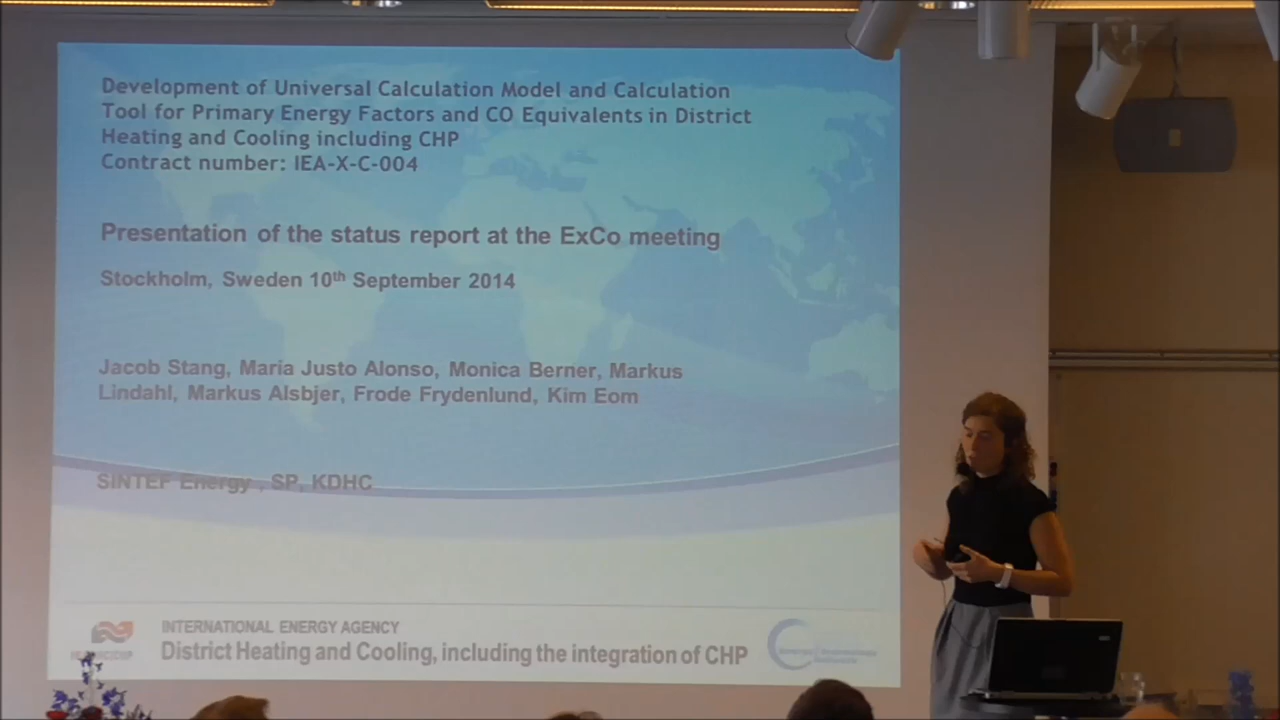 Development of Universal Calculation Model and Calculation
Tool for Primary Energy Factors and CO Equivalents in District
Heating and Cooling including CHP
Contract number: IEA-X-C-004
Presentation of the status report at the ExCo meeting
Stockholm, Sweden 10th September 2014
Jacob Stang, Maria Justo Alonso, Monica Berner, Markus
Lindahl, Markus Alsbjer, Frode Frydenlund, Kim Eom
SINTEF Energy , SP, KDHC
INTERNATIONAL ENERGY AGENCY
District Heating and Cooling, including the integration of CHP